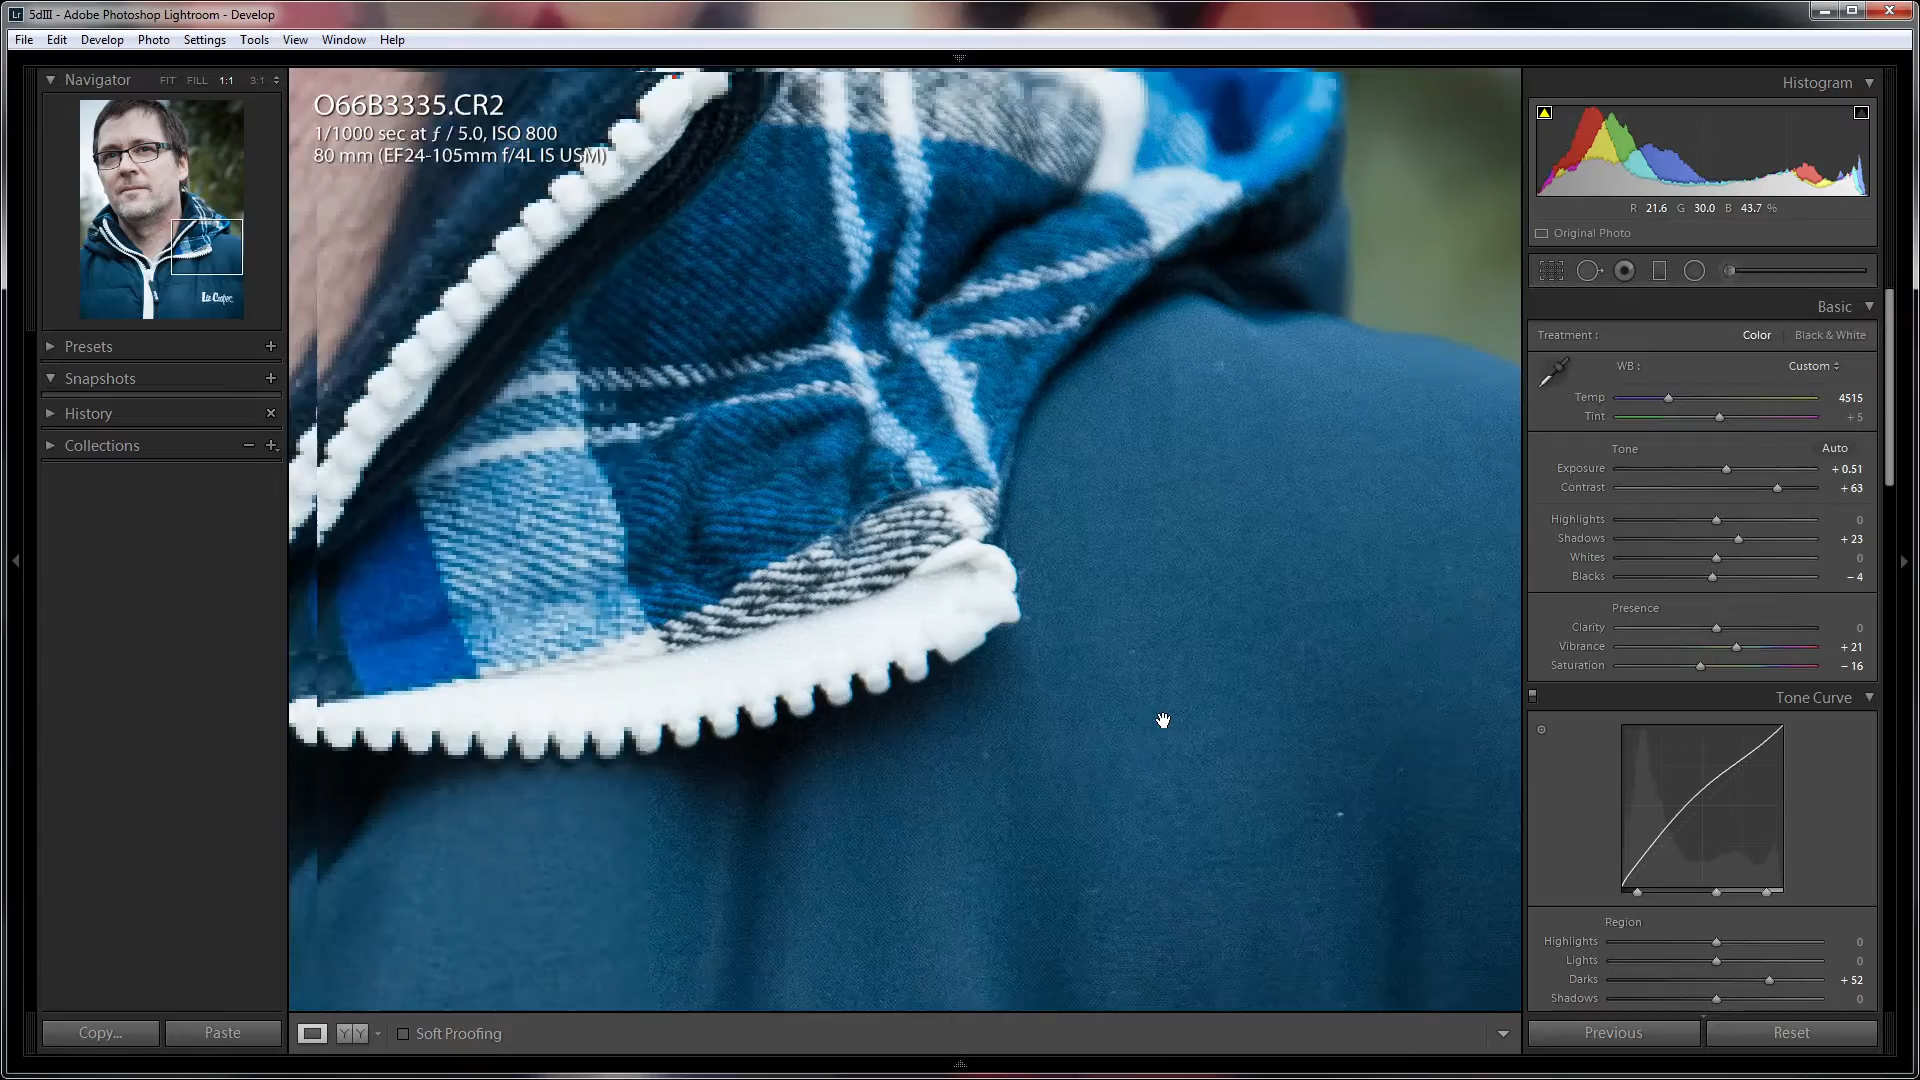 5dIII - Adobe Photoshop Lightroom - Develop
File Edit Develop Photo Settings Tools View Window Help
Navigator FIT FILL 1:1 3:1
Lee Cooper
Presets
Snapshots
History
Collections
Copy... Paste
O66B3335.CR2
1/1000 sec at ƒ / 5.0, ISO 800
80 mm (EF24-105mm f/4L IS USM)
Soft Proofing
Histogram
R 21.6 G 30.0 B 43.7 %
Original Photo
Basic
Treatment : Color Black & White
WB : Custom
Temp 4515
Tint + 5
Tone Auto
Exposure + 0.51
Contrast + 63
Highlights 0
Shadows + 23
Whites 0
Blacks − 4
Presence
Clarity 0
Vibrance + 21
Saturation − 16
Tone Curve
Region
Highlights 0
Lights 0
Darks + 52
Shadows 0
Previous Reset